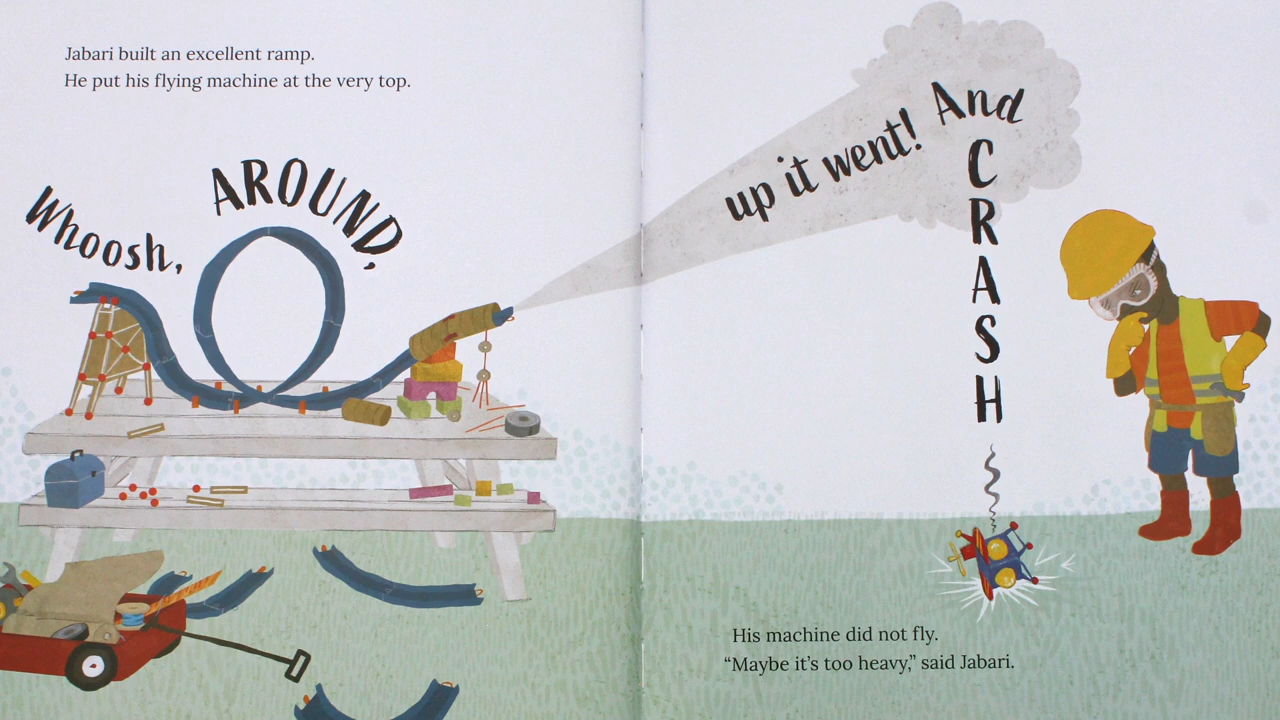 Jabari built an excellent ramp.
He put his flying machine at the very top.
Whoosh,
AROUND,
up it went! And
CRASH
His machine did not fly.
“Maybe it’s too heavy,” said Jabari.